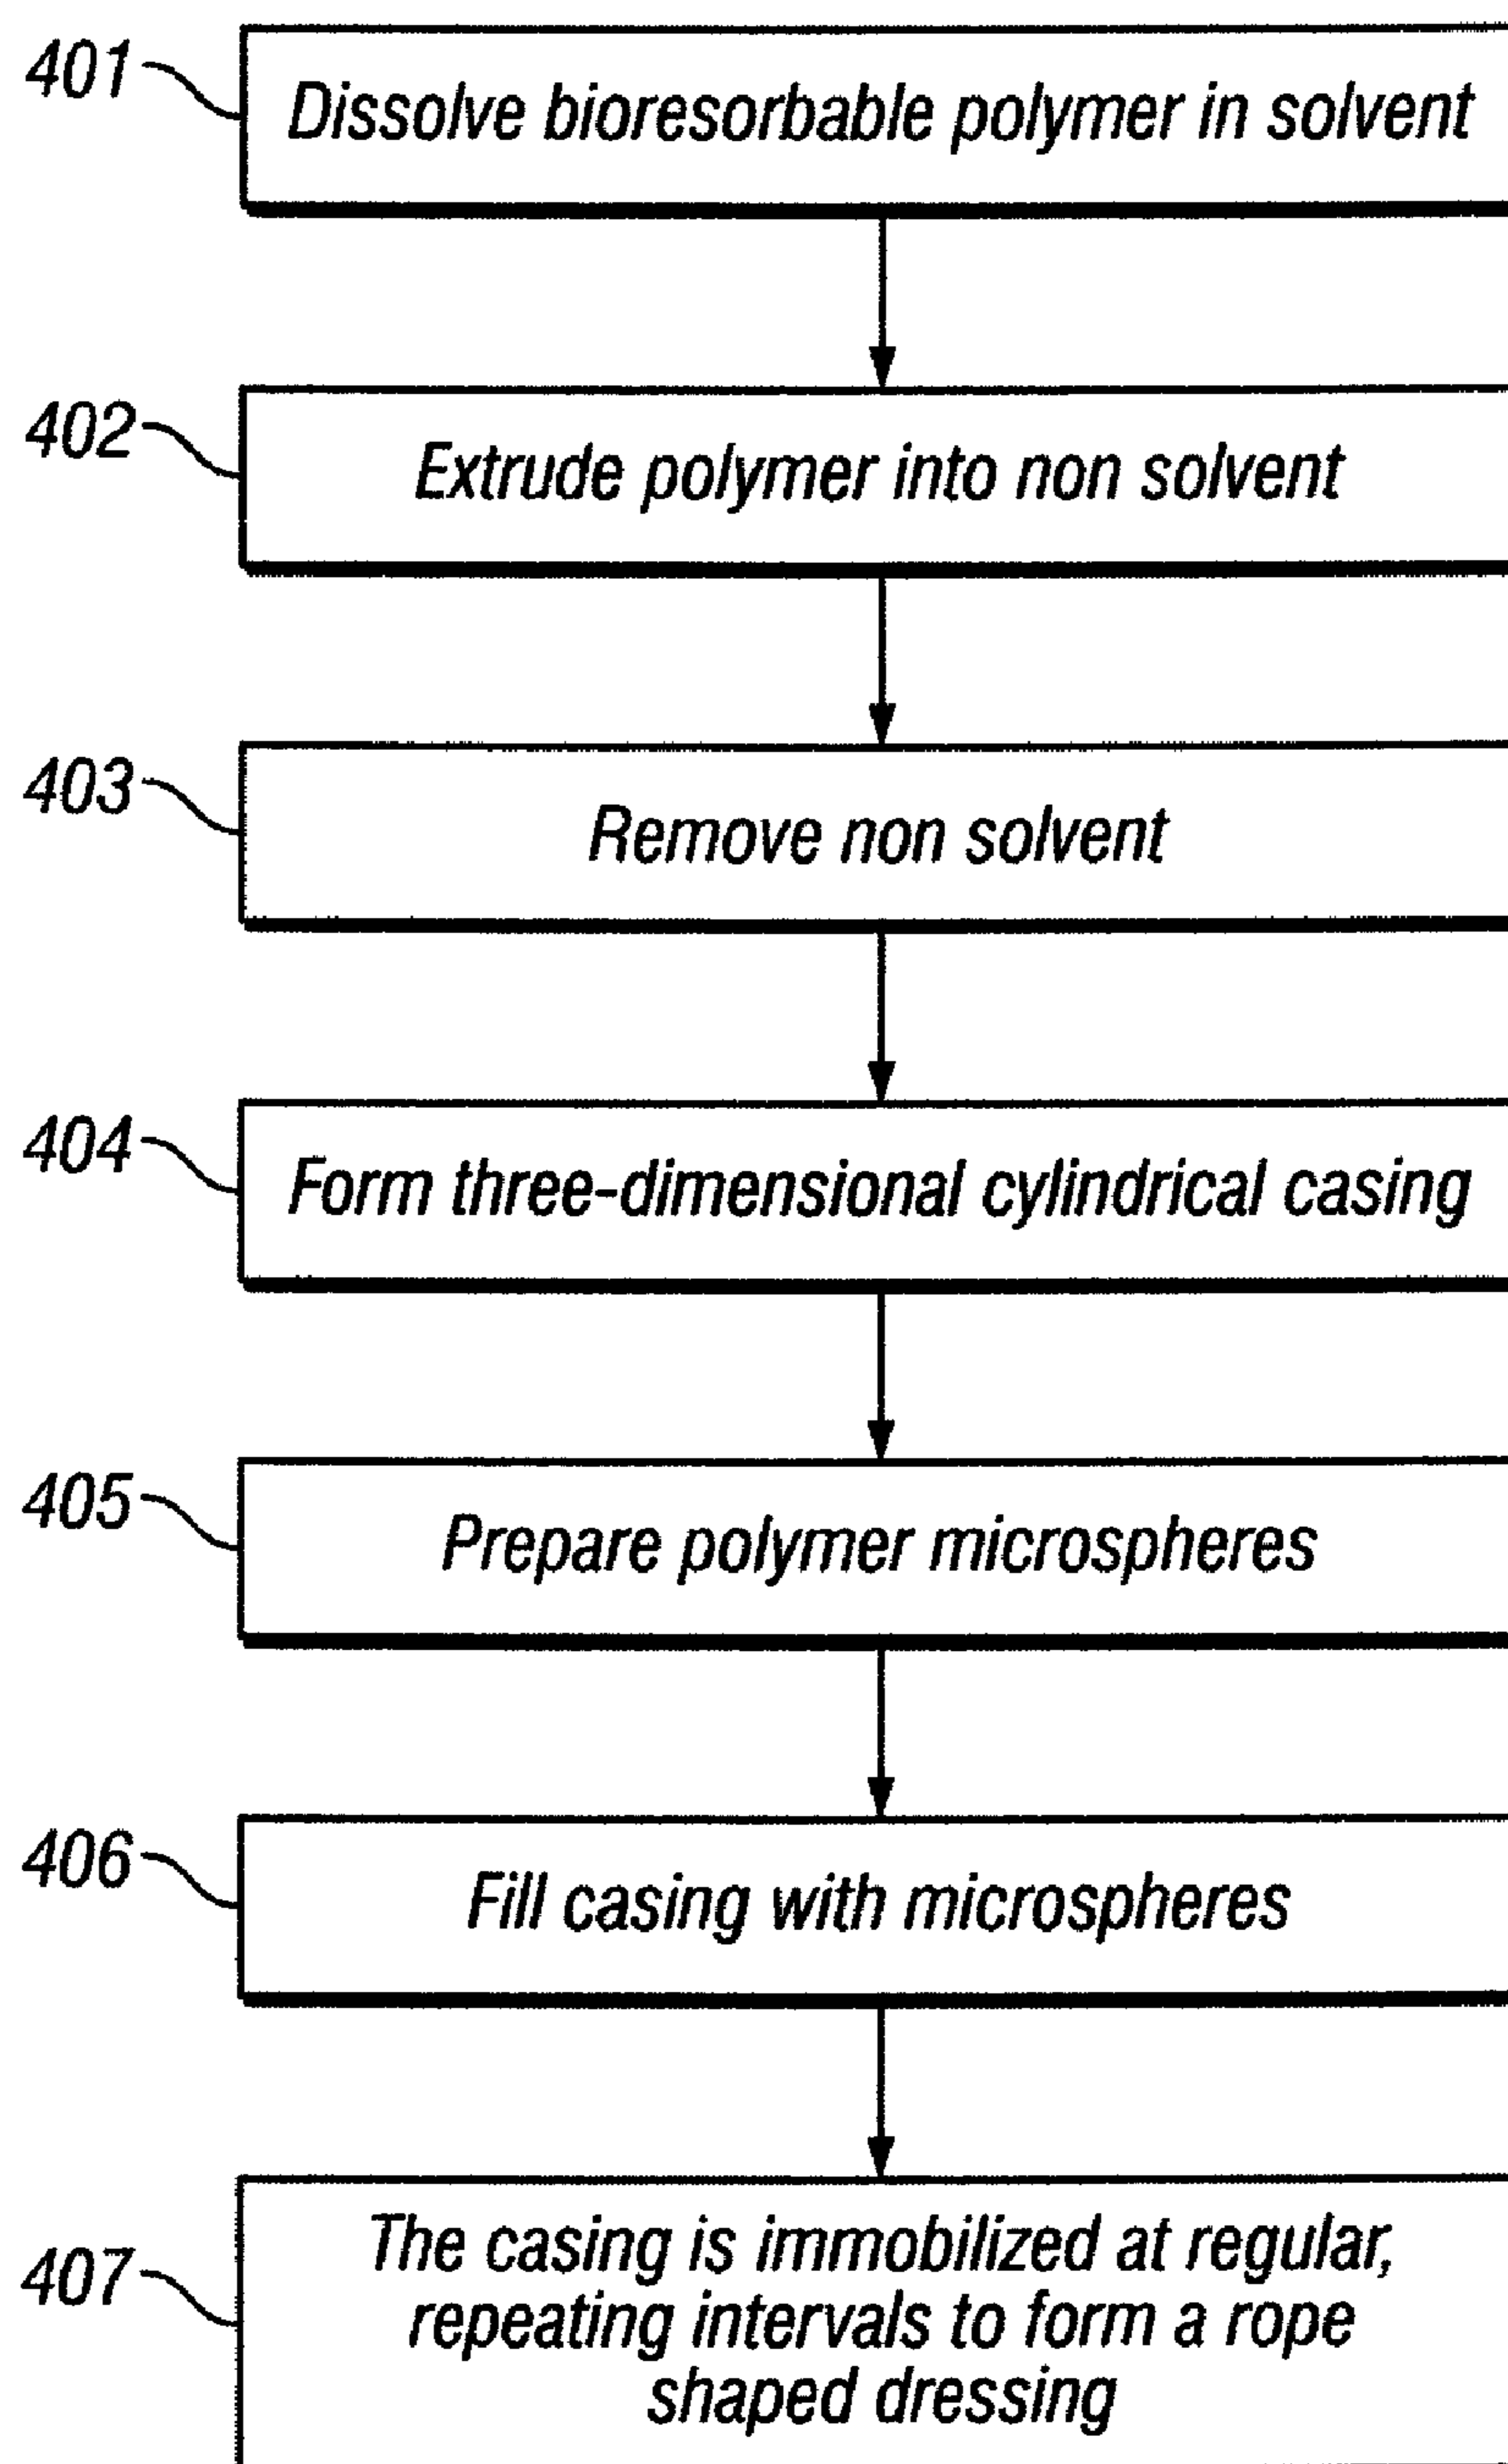 401
Dissolve bioresorbable polymer in solvent
402
Extrude polymer into non solvent
403
Remove non solvent
404
Form three-dimensional cylindrical casing
405
Prepare polymer microspheres
406
Fill casing with microspheres
407
The casing is immobilized at regular,
repeating intervals to form a rope
shaped dressing